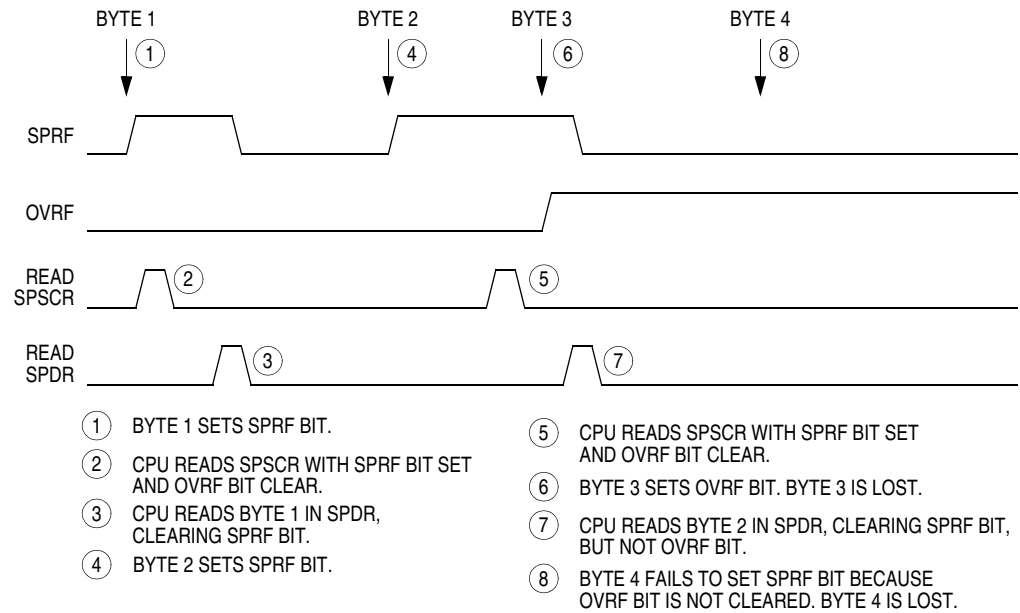 BYTE 1
BYTE 2
BYTE 3
BYTE 4
1
4
6
8
SPRF
OVRF
READ
SPSCR
2
5
READ
SPDR
3
7
1 BYTE 1 SETS SPRF BIT.
2 CPU READS SPSCR WITH SPRF BIT SET
AND OVRF BIT CLEAR.
3 CPU READS BYTE 1 IN SPDR,
CLEARING SPRF BIT.
4 BYTE 2 SETS SPRF BIT.
5 CPU READS SPSCR WITH SPRF BIT SET
AND OVRF BIT CLEAR.
6 BYTE 3 SETS OVRF BIT. BYTE 3 IS LOST.
7 CPU READS BYTE 2 IN SPDR, CLEARING SPRF BIT,
BUT NOT OVRF BIT.
8 BYTE 4 FAILS TO SET SPRF BIT BECAUSE
OVRF BIT IS NOT CLEARED. BYTE 4 IS LOST.